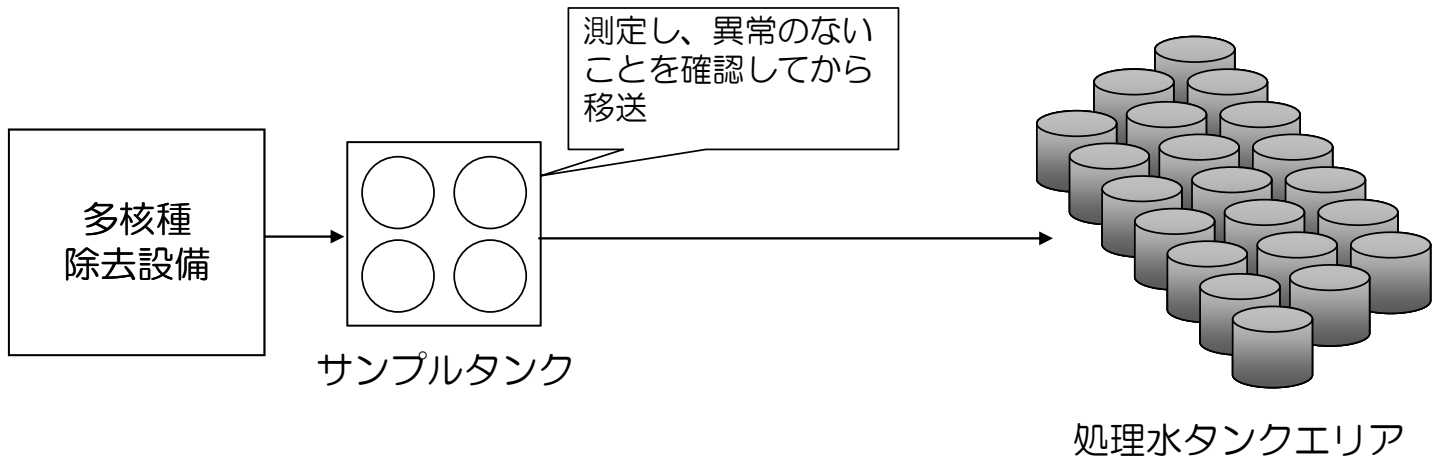 測定し、異常のない
ことを確認してから
移送
多核種
除去設備
サンプルタンク
処理水タンクエリア